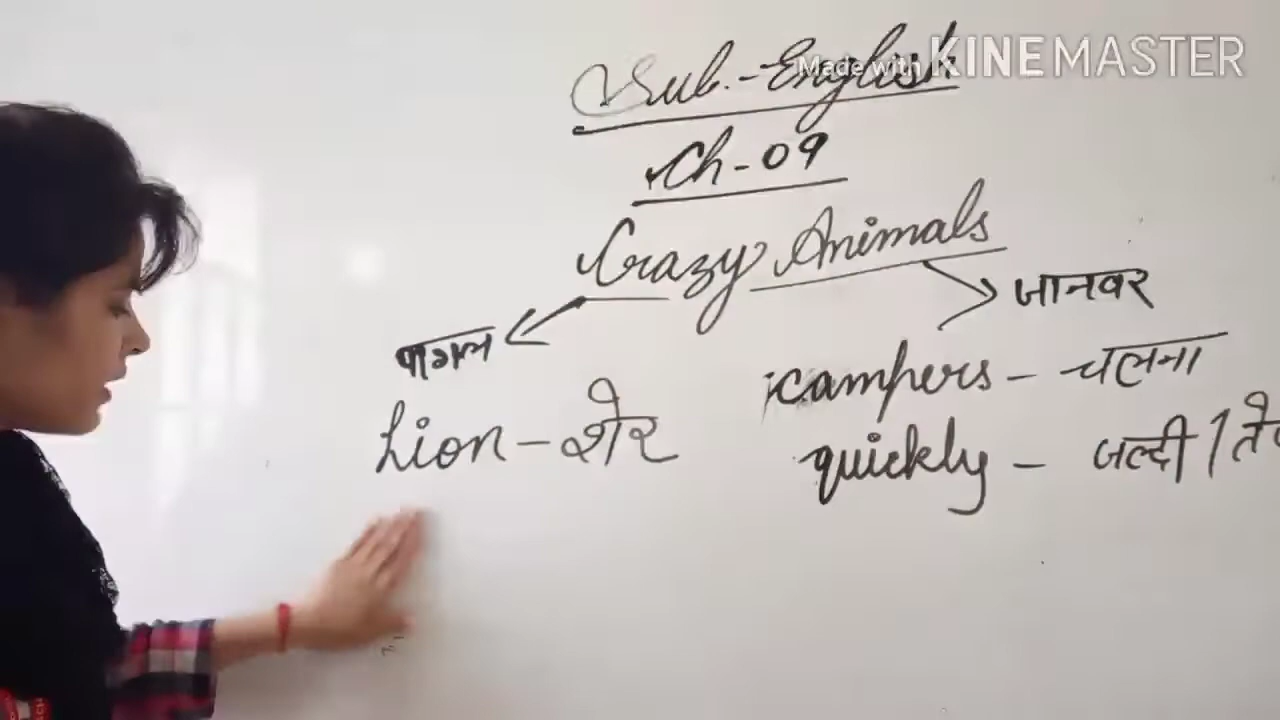 Made with KINEMASTER
Sub.-English
Ch-09
Crazy Animals
जानवर
पागल
campers - चलना
Lion - शेर
quickly - जल्दी /